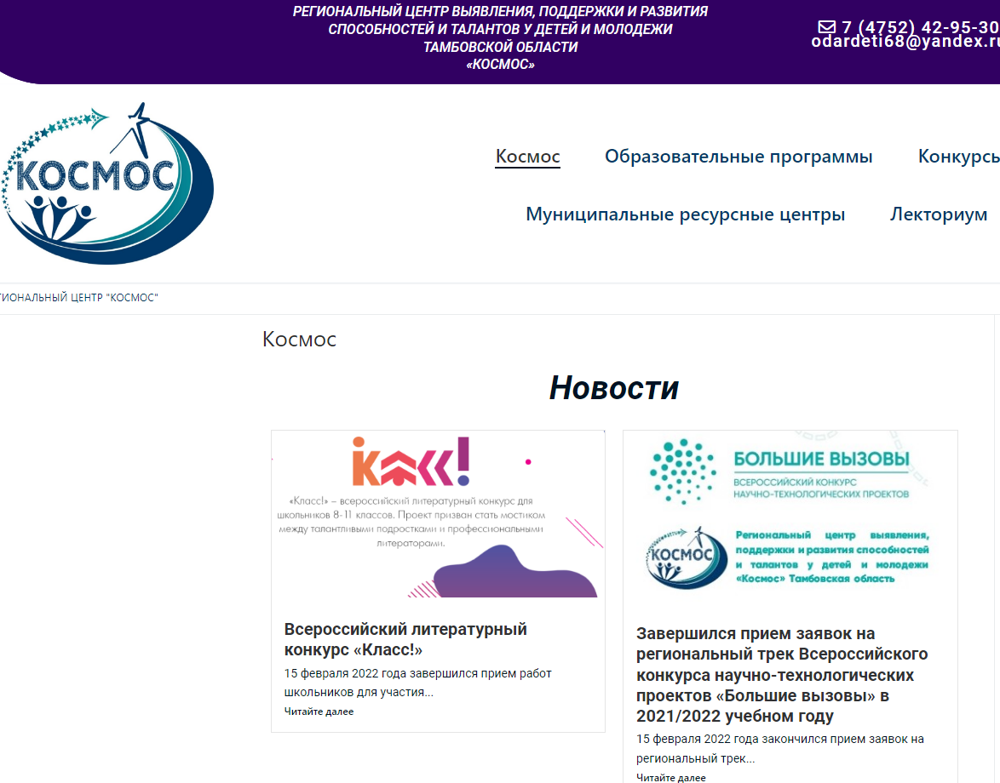 РЕГИОНАЛЬНЫЙ ЦЕНТР ВЫЯВЛЕНИЯ, ПОДДЕРЖКИ И РАЗВИТИЯ
СПОСОБНОСТЕЙ И ТАЛАНТОВ У ДЕТЕЙ И МОЛОДЕЖИ
ТАМБОВСКОЙ ОБЛАСТИ
«КОСМОС»
7 (4752) 42-95-30
odardeti68@yandex.ru
КОСМОС
Космос
Образовательные программы
Конкурсы
Муниципальные ресурсные центры
Лекториум
ГИОНАЛЬНЫЙ ЦЕНТР "КОСМОС"
Космос
Новости
класс!
«Класс!» – всероссийский литературный конкурс для
школьников 8-11 классов. Проект призван стать мостиком
между талантливыми подростками и профессиональными
литераторами.
Всероссийский литературный
конкурс «Класс!»
15 февраля 2022 года завершился прием работ
школьников для участия...
Читайте далее
БОЛЬШИЕ ВЫЗОВЫ
ВСЕРОССИЙСКИЙ КОНКУРС
НАУЧНО-ТЕХНОЛОГИЧЕСКИХ ПРОЕКТОВ
КОСМОС
Региональный центр выявления,
поддержки и развития способностей
и талантов у детей и молодежи
«Космос» Тамбовская область
Завершился прием заявок на
региональный трек Всероссийского
конкурса научно-технологических
проектов «Большие вызовы» в
2021/2022 учебном году
15 февраля 2022 года закончился прием заявок на
региональный трек...
Читайте далее